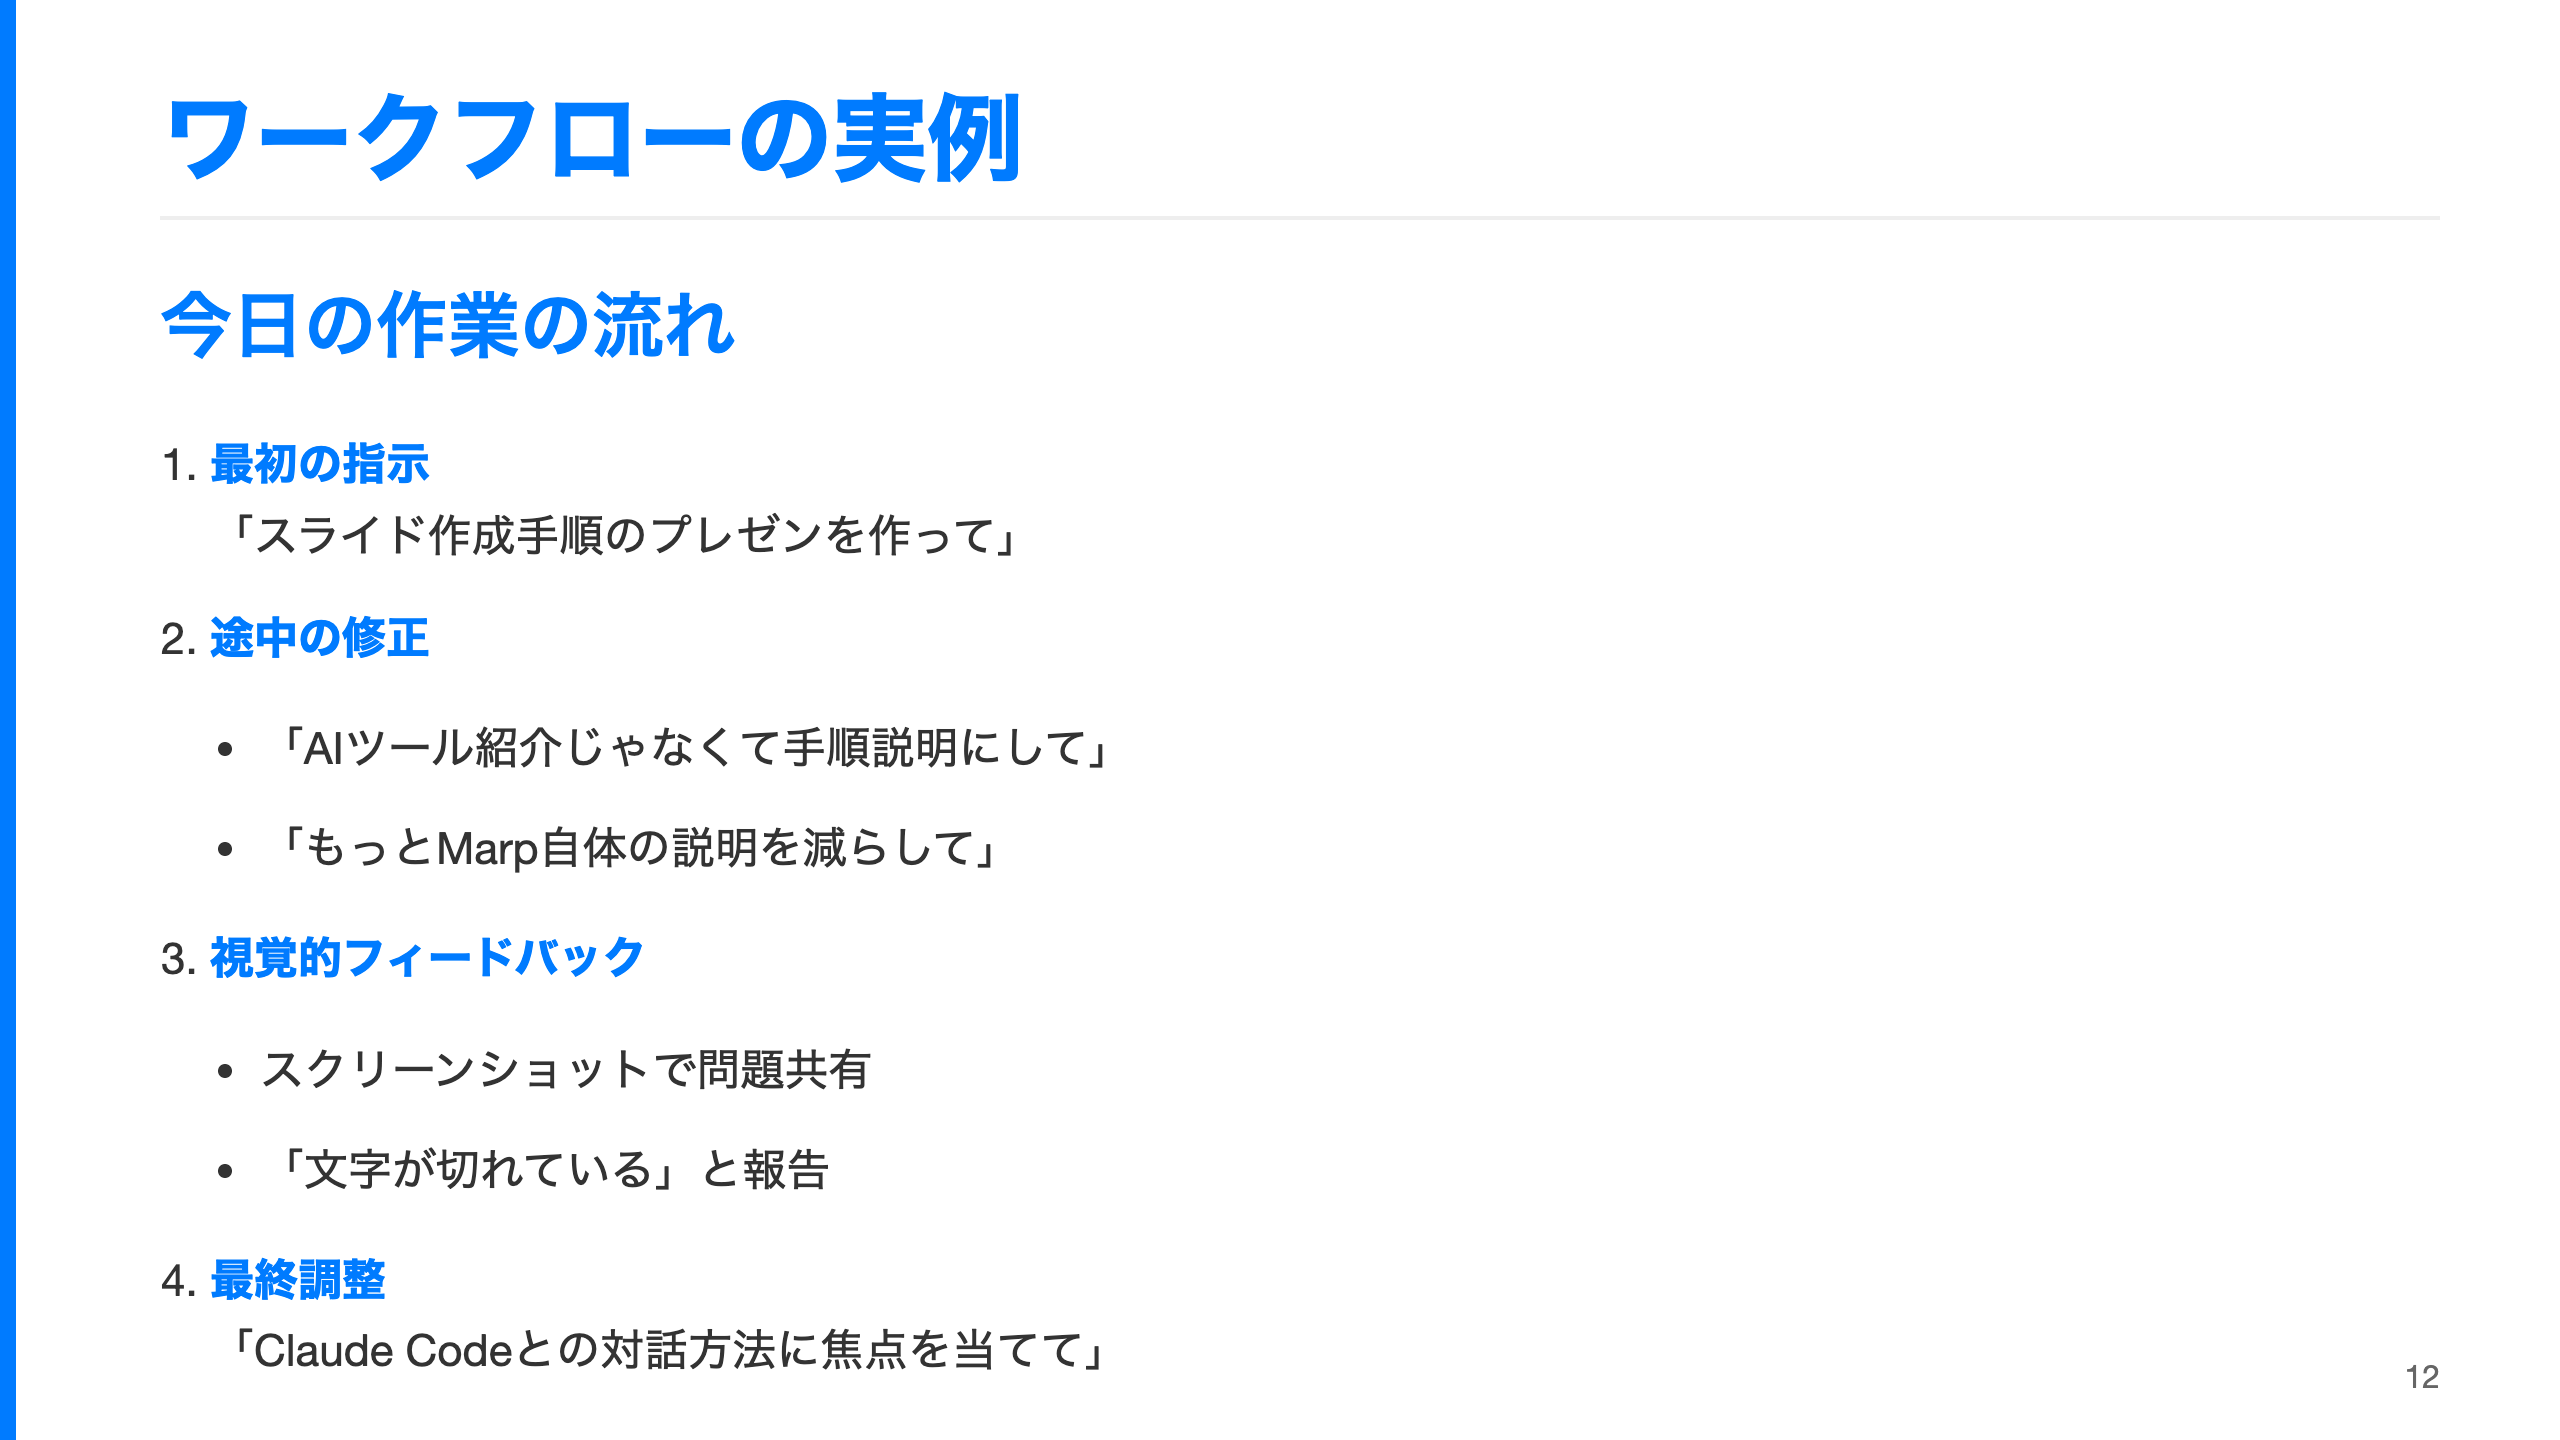 ワークフローの実例
今日の作業の流れ
1. 最初の指示
「スライド作成手順のプレゼンを作って」
2. 途中の修正
• 「AIツール紹介じゃなくて手順説明にして」
• 「もっとMarp自体の説明を減らして」
3. 視覚的フィードバック
• スクリーンショットで問題共有
• 「文字が切れている」と報告
4. 最終調整
「Claude Codeとの対話方法に焦点を当てて」
12